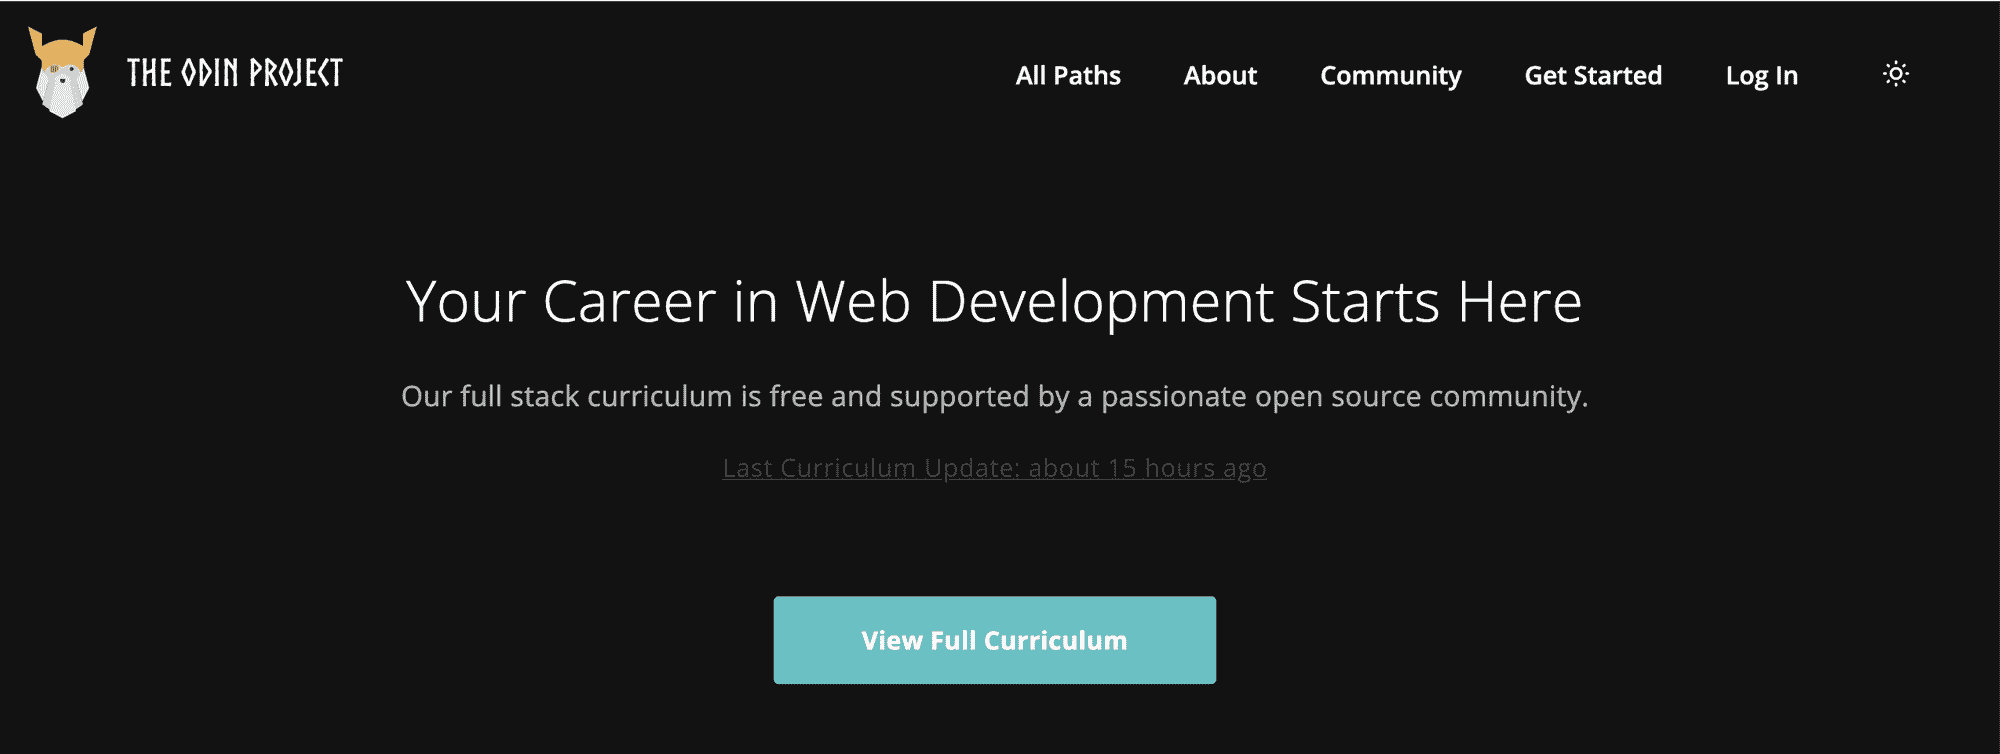 THE ODIN PROJECT
All Paths
About
Community
Get Started
Log In
Your Career in Web Development Starts Here
Our full stack curriculum is free and supported by a passionate open source community.
Last Curriculum Update: about 15 hours ago
View Full Curriculum